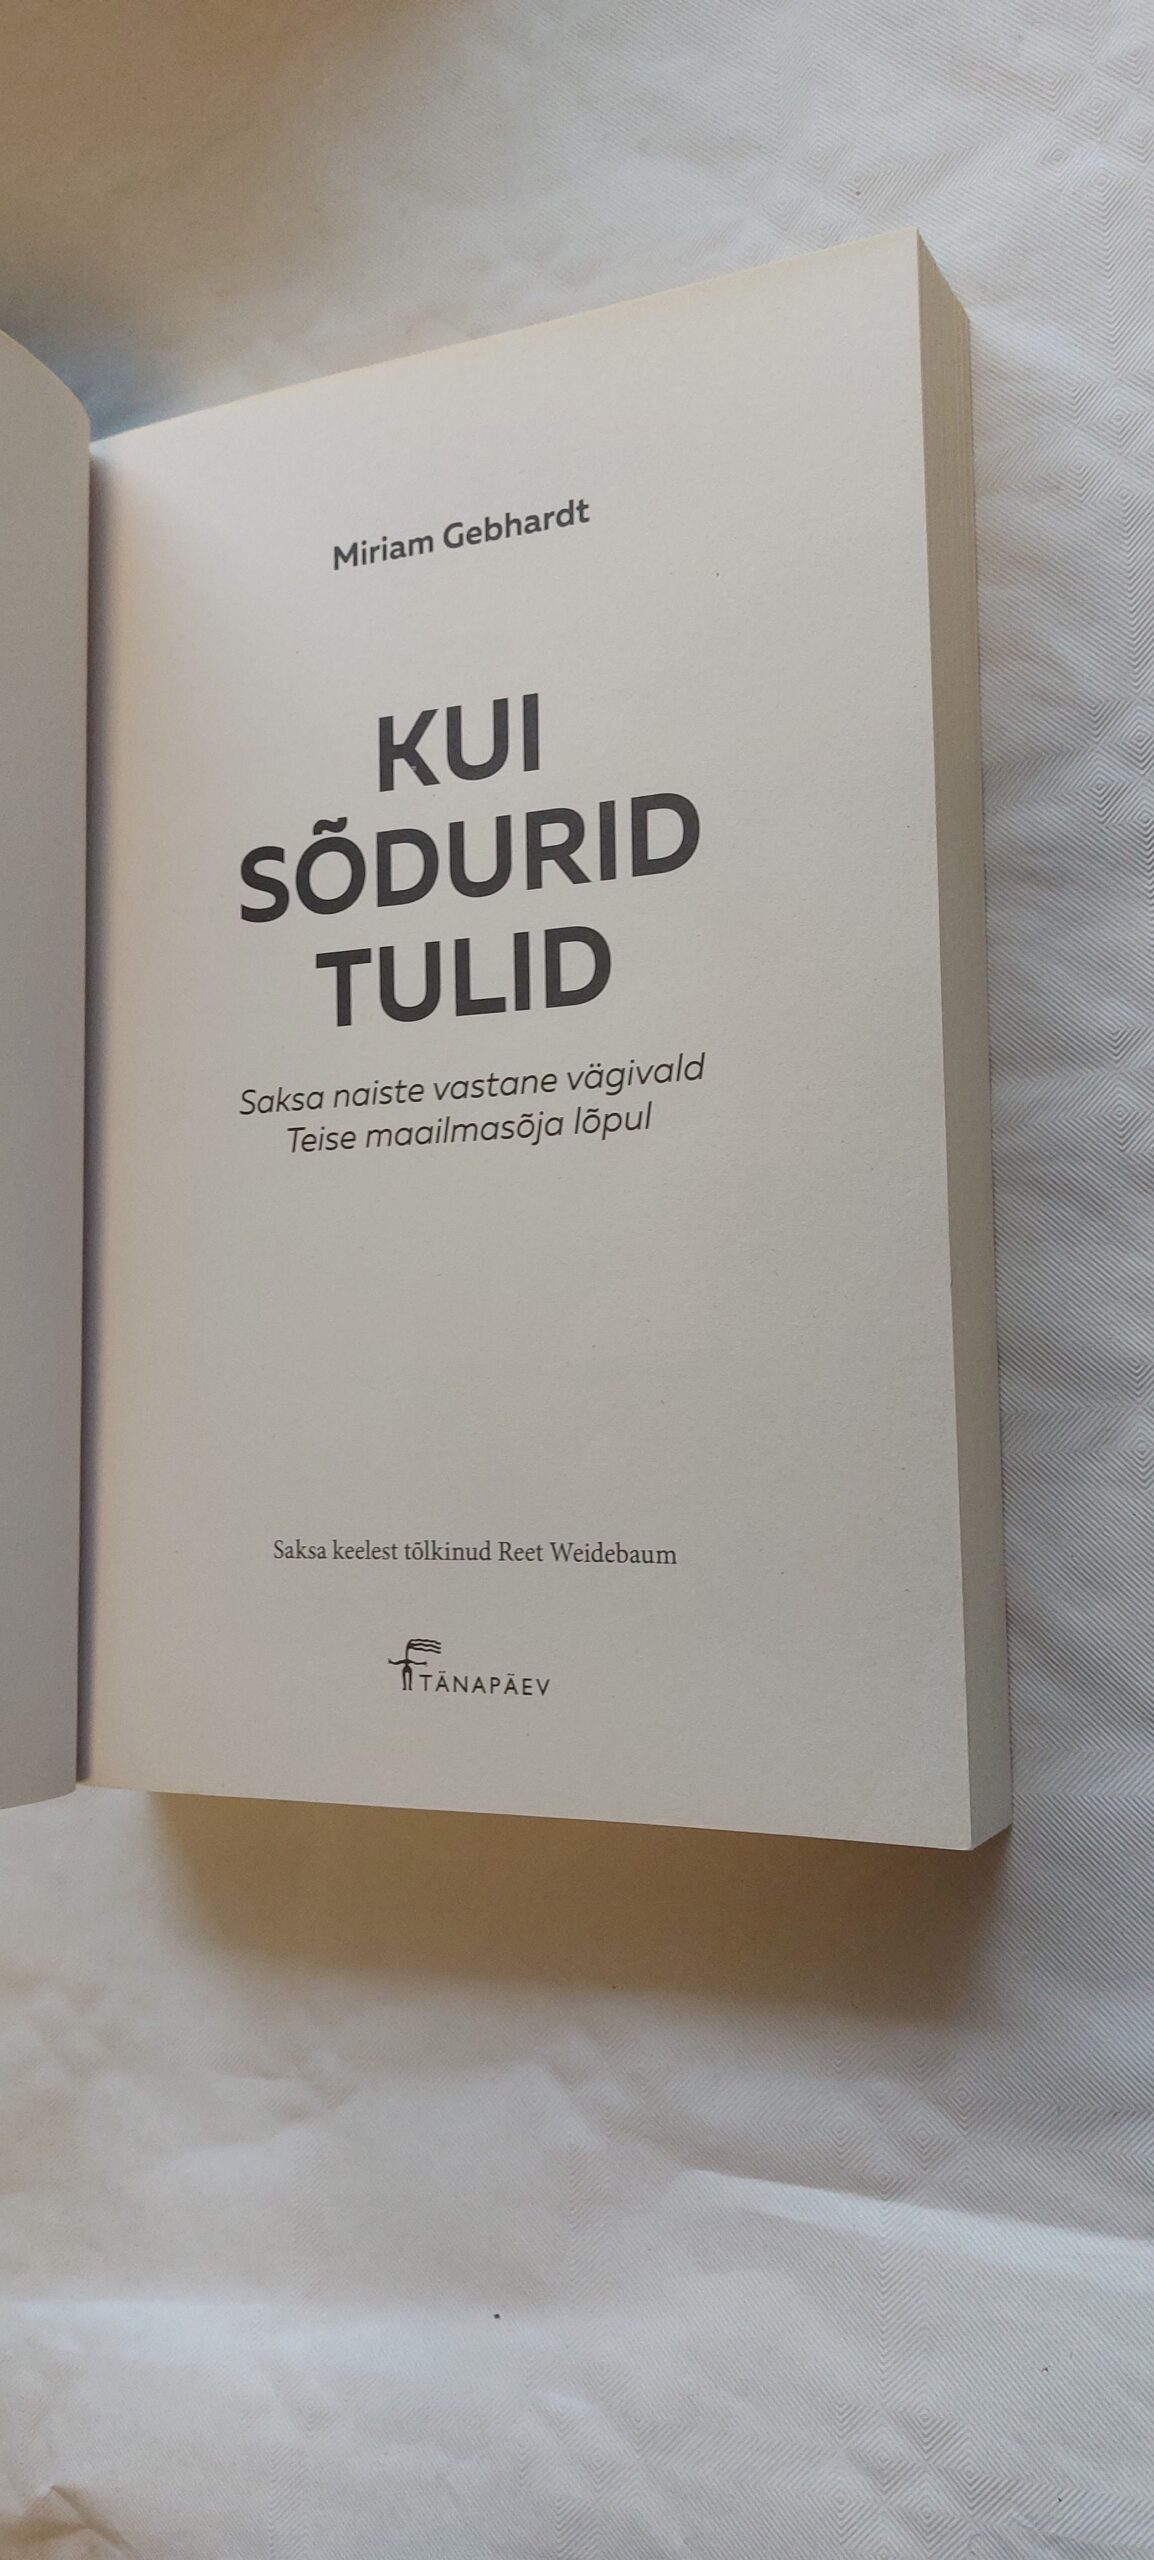 Miriam Gebhardt
KUI
SÕDURID
TULID
Saksa naiste vastane vägivald
Teise maailmasõja lõpul
Saksa keelest tõlkinud Reet Weidebaum
TÄNAPÄEV